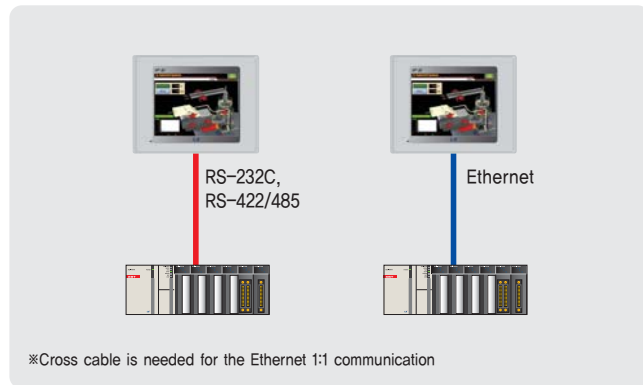 RS-232C,
RS-422/485
Ethernet
※Cross cable is needed for the Ethernet 1:1 communication